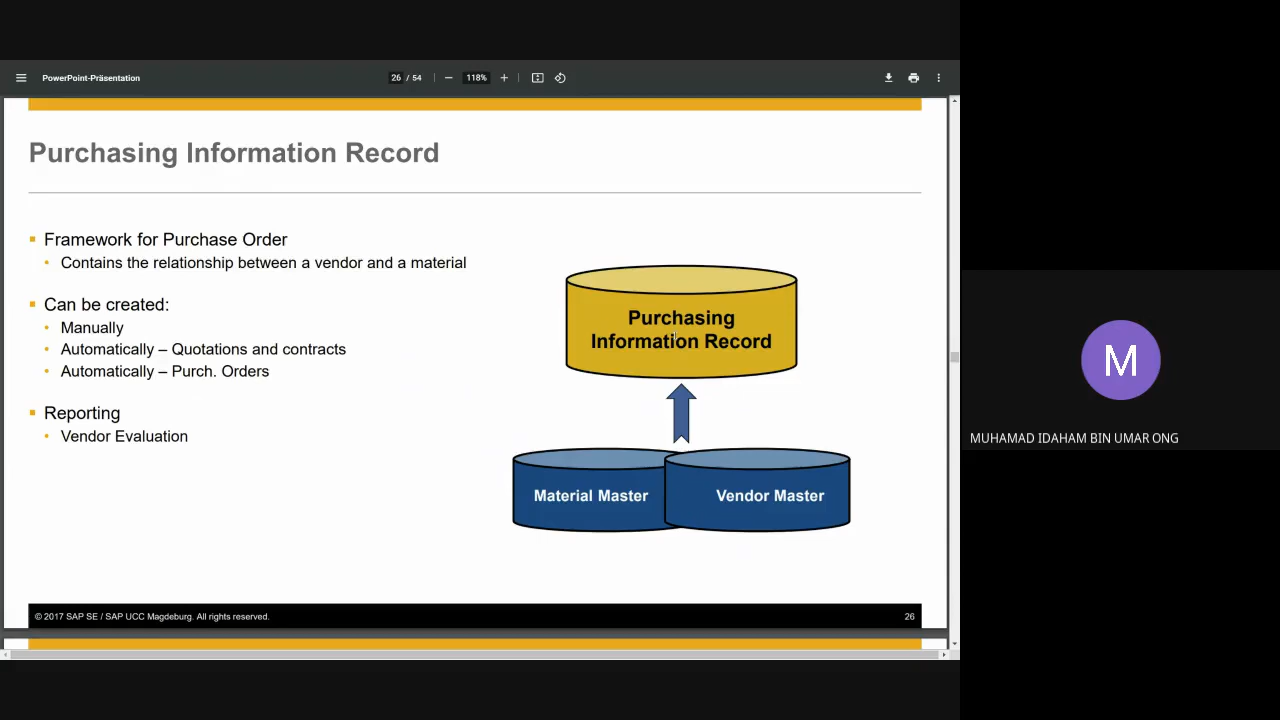 PowerPoint-Präsentation
26 / 54
118%
Purchasing Information Record
Framework for Purchase Order
Contains the relationship between a vendor and a material
Can be created:
Manually
Automatically – Quotations and contracts
Automatically – Purch. Orders
Reporting
Vendor Evaluation
Purchasing
Information Record
Material Master
Vendor Master
© 2017 SAP SE / SAP UCC Magdeburg. All rights reserved.
26
M
MUHAMAD IDAHAM BIN UMAR ONG